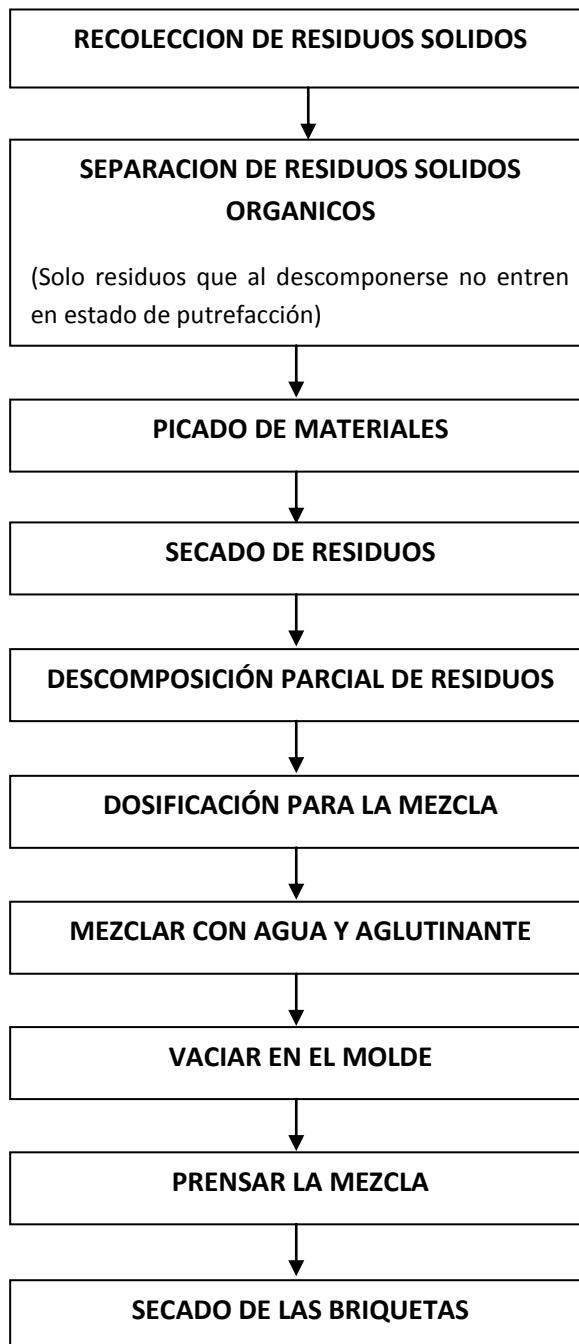 RECOLECCION DE RESIDUOS SOLIDOS
SEPARACION DE RESIDUOS SOLIDOS
ORGANICOS
(Solo residuos que al descomponerse no entren
en estado de putrefacción)
PICADO DE MATERIALES
SECADO DE RESIDUOS
DESCOMPOSICIÓN PARCIAL DE RESIDUOS
DOSIFICACIÓN PARA LA MEZCLA
MEZCLAR CON AGUA Y AGLUTINANTE
VACIAR EN EL MOLDE
PRENSAR LA MEZCLA
SECADO DE LAS BRIQUETAS